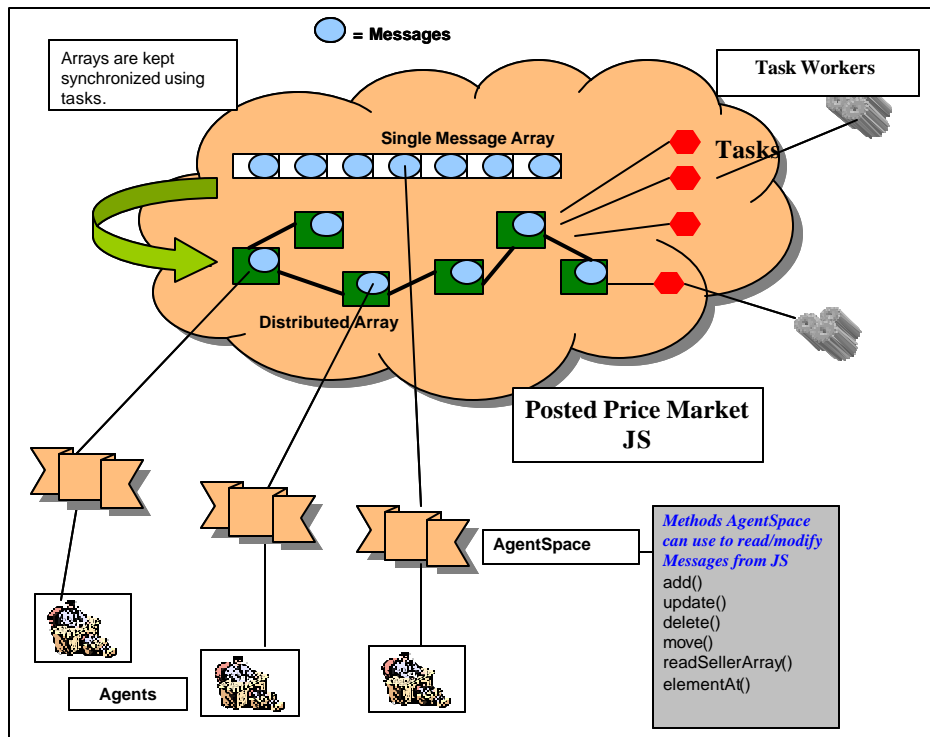 = Messages
Arrays are kept
synchronized using
tasks.
Task Workers
Single Message Array
Tasks
Distributed Array
Posted Price Market
JS
AgentSpace
Methods AgentSpace
can use to read/modify
Messages from JS
add()
update()
delete()
move()
readSellerArray()
elementAt()
Agents